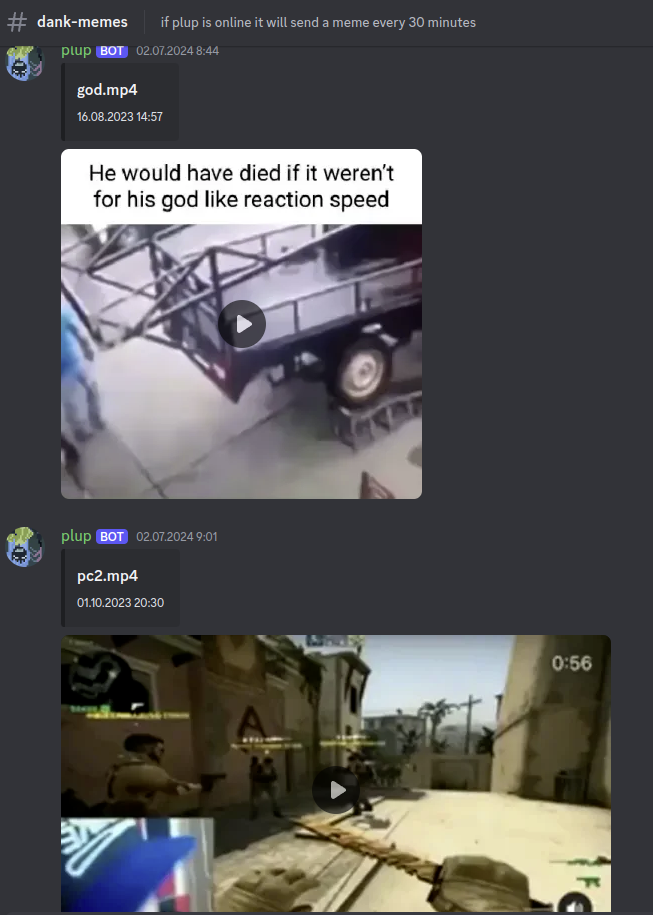 # dank-memes if plup is online it will send a meme every 30 minutes
plup BOT 02.07.2024 8:44
god.mp4
16.08.2023 14:57
He would have died if it weren't
for his god like reaction speed
plup BOT 02.07.2024 9:01
pc2.mp4
01.10.2023 20:30
0:56
A